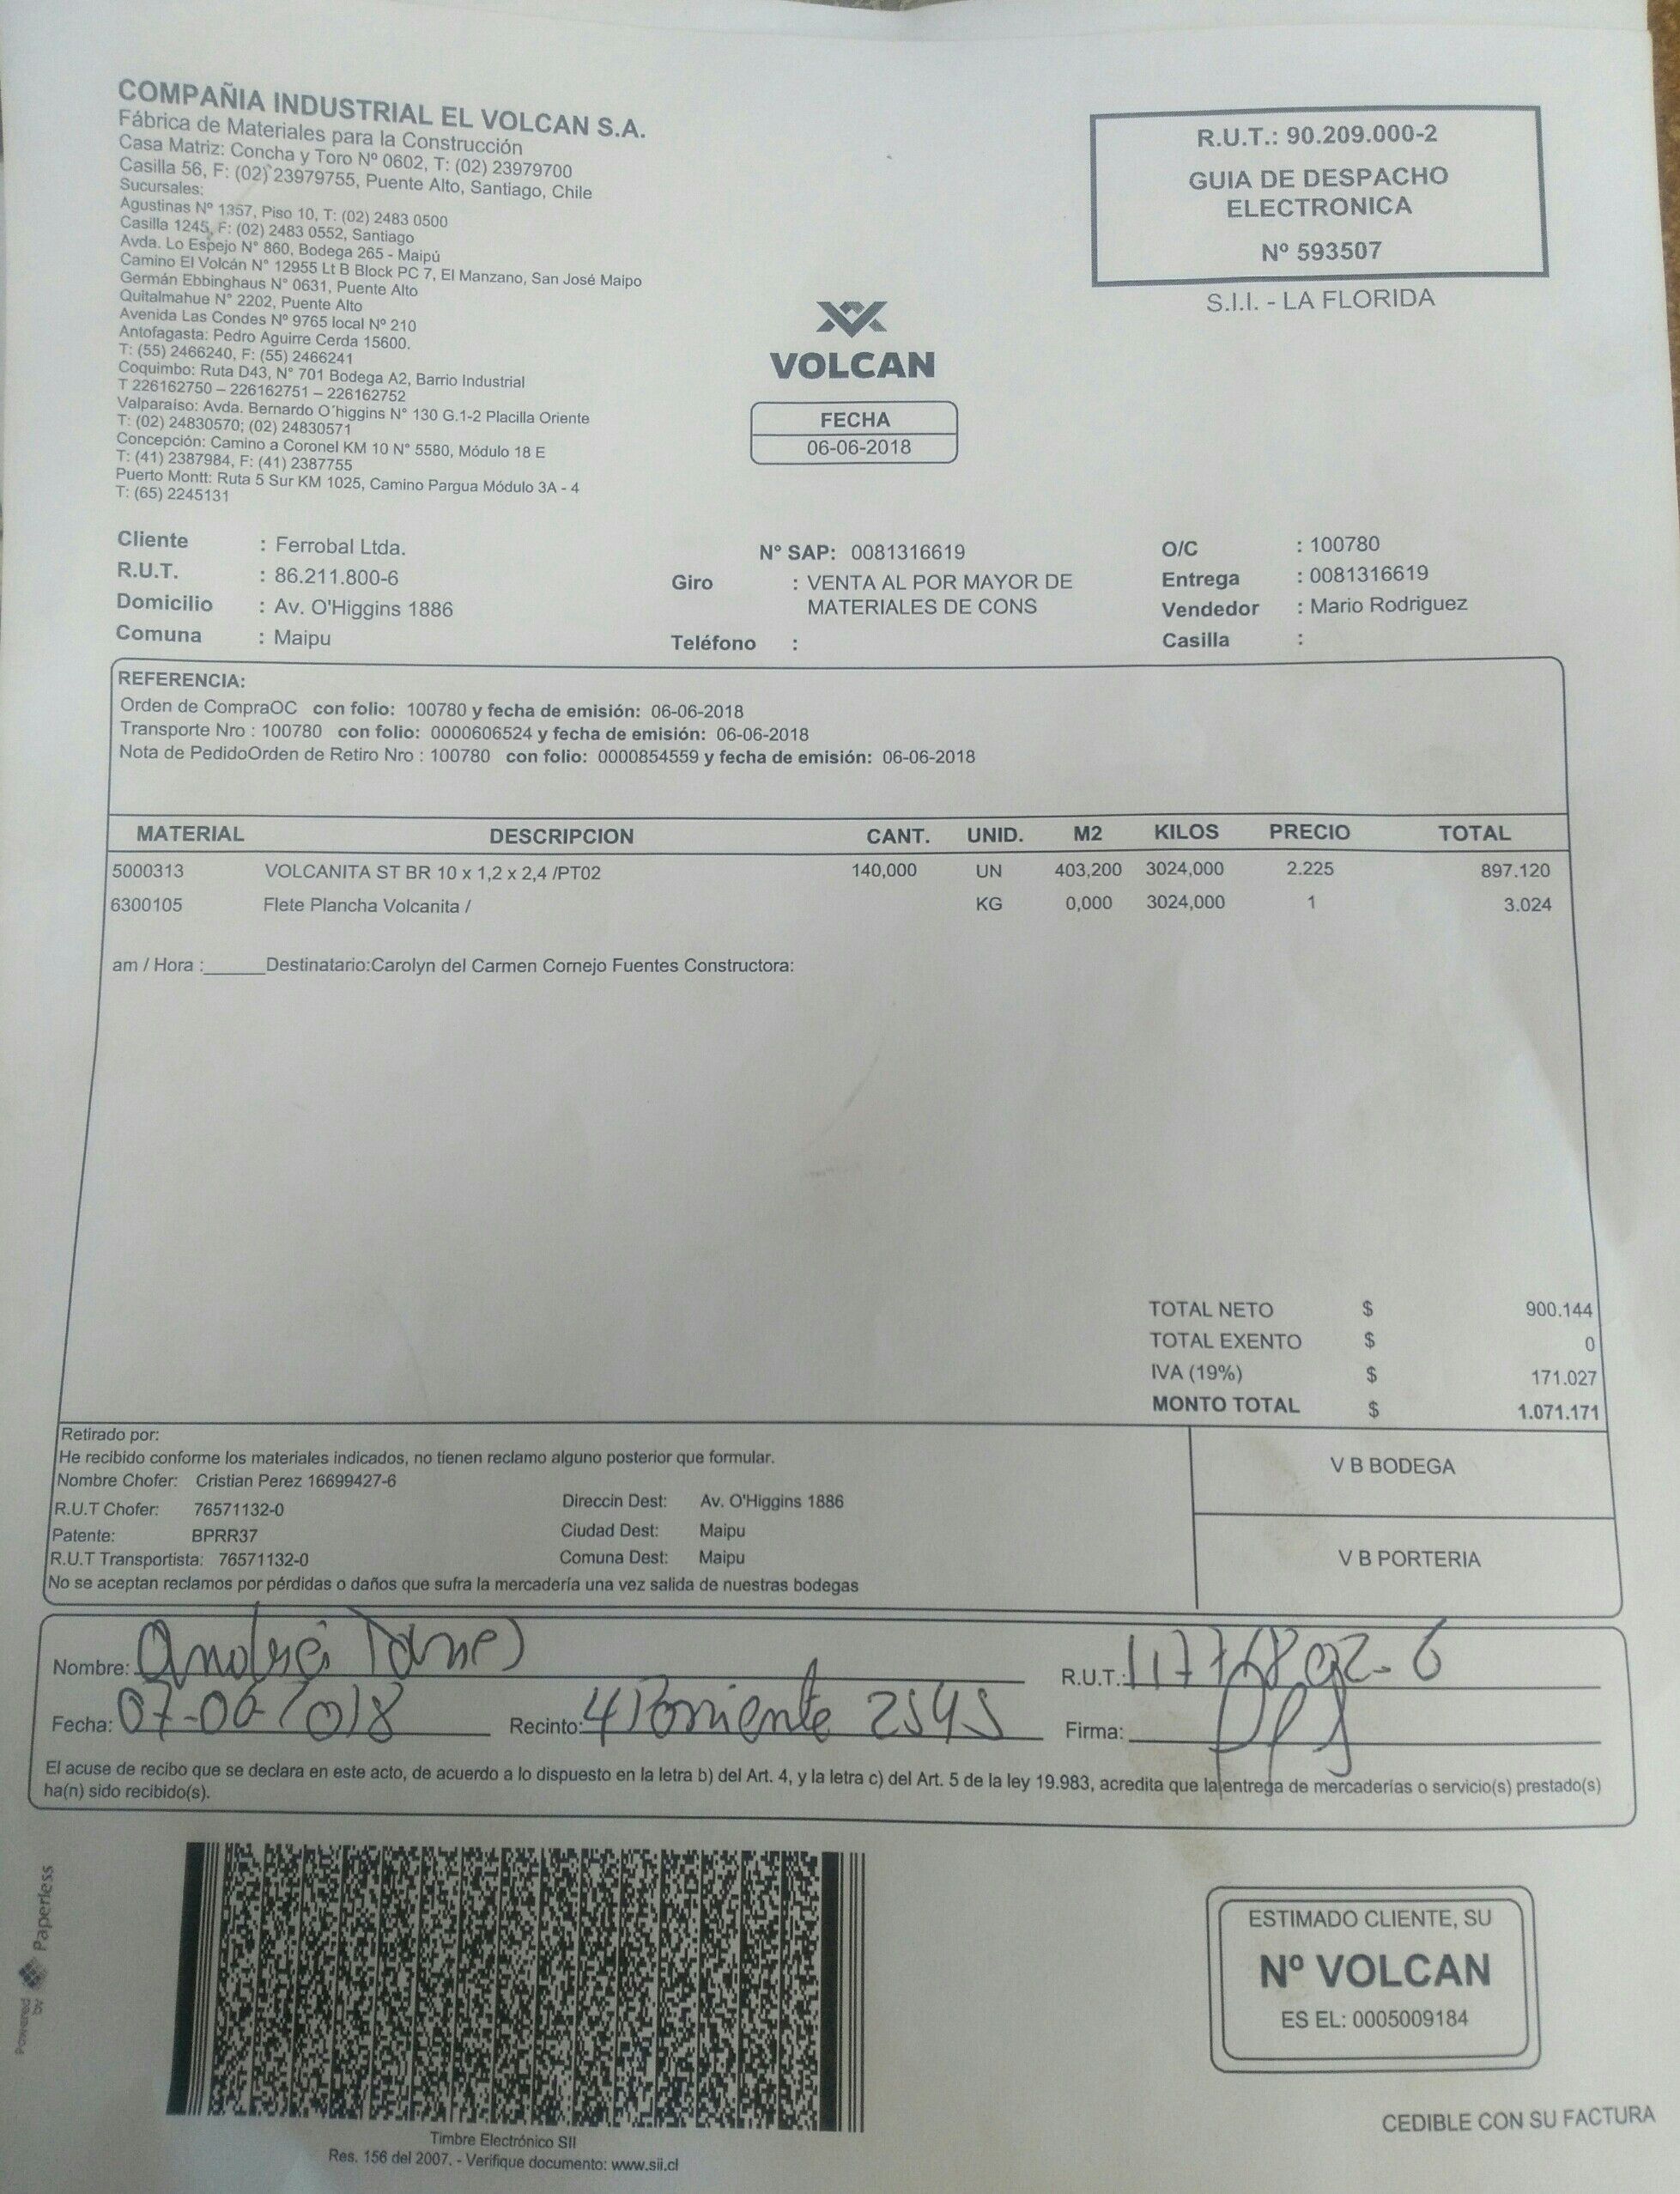 COMPAÑIA INDUSTRIAL EL VOLCAN S.A.
Fábrica de Materiales para la Construcción
Casa Matriz: Concha y Toro Nº 0602, T: (02) 23979700
Casilla 56, F: (02) 23979755, Puente Alto, Santiago, Chile
Sucursales:
Agustinas Nº 1357, Piso 10, T: (02) 2483 0500
Casilla 1245, F: (02) 2483 0552, Santiago
Avda. Lo Espejo N° 860, Bodega 265 - Maipú
Camino El Volcán N° 12955 Lt B Block PC 7, El Manzano, San José Maipo
Germán Ebbinghaus N° 0631, Puente Alto
Quitalmahue N° 2202, Puente Alto
Avenida Las Condes Nº 9765 local Nº 210
Antofagasta: Pedro Aguirre Cerda 15600.
T: (55) 2466240, F: (55) 2466241
Coquimbo: Ruta D43, N° 701 Bodega A2, Barrio Industrial
T 226162750 – 226162751 – 226162752
Valparaíso: Avda. Bernardo O´higgins N° 130 G.1-2 Placilla Oriente
T: (02) 24830570; (02) 24830571
Concepción: Camino a Coronel KM 10 N° 5580, Módulo 18 E
T: (41) 2387984, F: (41) 2387755
Puerto Montt: Ruta 5 Sur KM 1025, Camino Pargua Módulo 3A - 4
T: (65) 2245131
VOLCAN
FECHA
06-06-2018
R.U.T.: 90.209.000-2
GUIA DE DESPACHO
ELECTRONICA
Nº 593507
S.I.I. - LA FLORIDA
Cliente : Ferrobal Ltda.
R.U.T. : 86.211.800-6
Domicilio : Av. O'Higgins 1886
Comuna : Maipu
N° SAP: 0081316619
Giro : VENTA AL POR MAYOR DE
MATERIALES DE CONS
Teléfono :
O/C : 100780
Entrega : 0081316619
Vendedor : Mario Rodriguez
Casilla :
REFERENCIA:
Orden de CompraOC con folio: 100780 y fecha de emisión: 06-06-2018
Transporte Nro : 100780 con folio: 0000606524 y fecha de emisión: 06-06-2018
Nota de PedidoOrden de Retiro Nro : 100780 con folio: 0000854559 y fecha de emisión: 06-06-2018
MATERIAL DESCRIPCION CANT. UNID. M2 KILOS PRECIO TOTAL
5000313 VOLCANITA ST BR 10 x 1,2 x 2,4 /PT02 140,000 UN 403,200 3024,000 2.225 897.120
6300105 Flete Plancha Volcanita / KG 0,000 3024,000 1 3.024
am / Hora :______Destinatario:Carolyn del Carmen Cornejo Fuentes Constructora:
TOTAL NETO $ 900.144
TOTAL EXENTO $ 0
IVA (19%) $ 171.027
MONTO TOTAL $ 1.071.171
Retirado por:
He recibido conforme los materiales indicados, no tienen reclamo alguno posterior que formular.
Nombre Chofer: Cristian Perez 16699427-6
R.U.T Chofer: 76571132-0
Patente: BPRR37
R.U.T Transportista: 76571132-0
Direccín Dest: Av. O'Higgins 1886
Ciudad Dest: Maipu
Comuna Dest: Maipu
No se aceptan reclamos por pérdidas o daños que sufra la mercadería una vez salida de nuestras bodegas
V B BODEGA
V B PORTERIA
Nombre:
R.U.T.:
Fecha: 07-06-2018
Recinto: 4 Poniente 2545
Firma:
El acuse de recibo que se declara en este acto, de acuerdo a lo dispuesto en la letra b) del Art. 4, y la letra c) del Art. 5 de la ley 19.983, acredita que la entrega de mercaderías o servicio(s) prestado(s)
ha(n) sido recibido(s).
Powered by Paperless
Timbre Electrónico SII
Res. 156 del 2007. - Verifique documento: www.sii.cl
ESTIMADO CLIENTE, SU
Nº VOLCAN
ES EL: 0005009184
CEDIBLE CON SU FACTURA